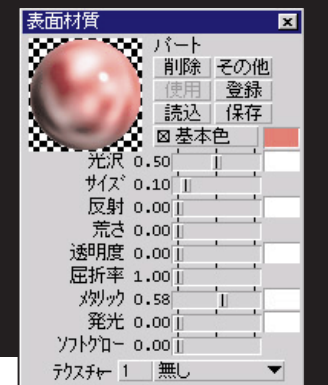 表面材質
パート
削除 その他
使用 登録
読込 保存
基本色
光沢 0.50
サイズ 0.10
反射 0.00
荒さ 0.00
透明度 0.00
屈折率 1.00
メタリック 0.58
発光 0.00
ソフトグロー 0.00
テクスチャー 1 無し